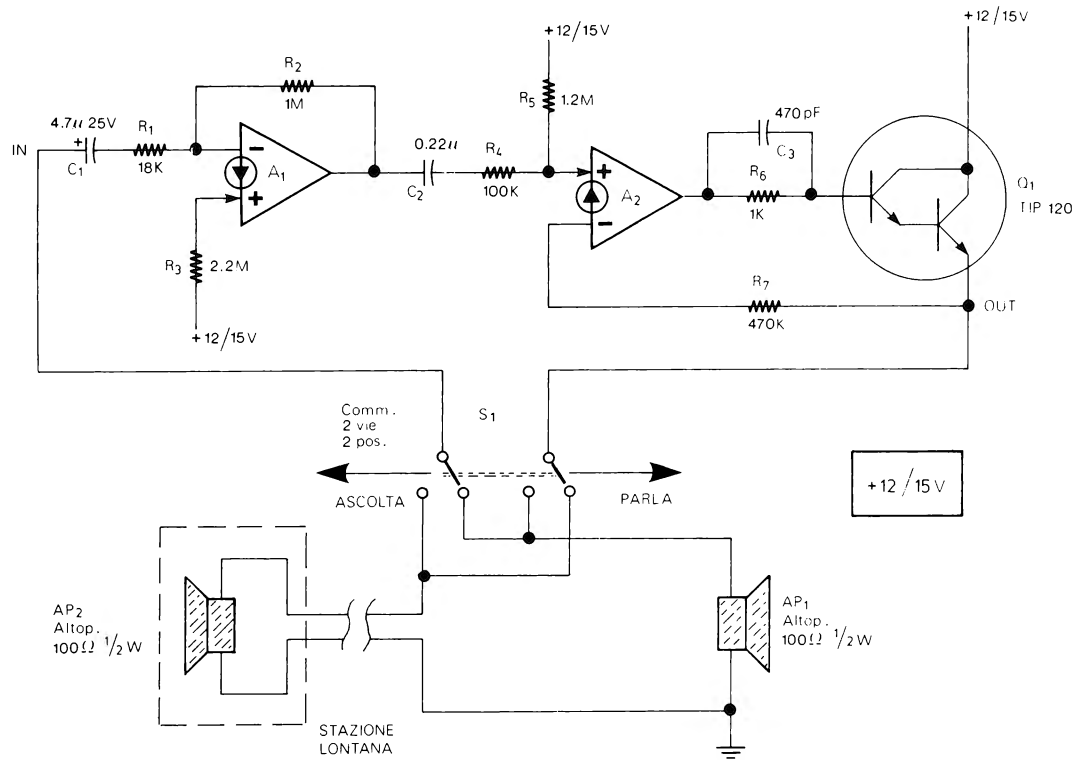 +12/15V
+12/15V
R2
1M
R5
1.2M
470pF
C3
4.7µ 25V
R1
0.22µ
R4
IN
C1
18K
A1
C2
100K
A2
R6
1K
Q1
TIP 120
R3
2.2M
R7
470K
OUT
+12/15V
Comm.
2 vie
2 pos.
S1
ASCOLTA
PARLA
+12/15V
AP2
Altop.
100Ω 1/2W
AP1
Altop.
100Ω 1/2W
STAZIONE
LONTANA